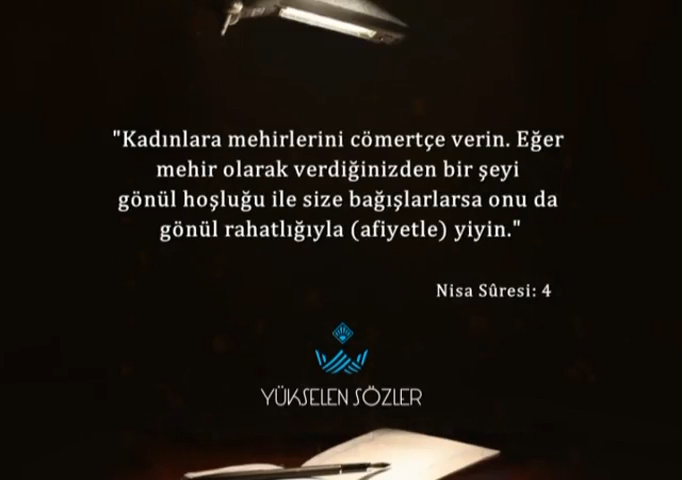 "Kadınlara mehirlerini cömertçe verin. Eğer
mehir olarak verdiğinizden bir şeyi
gönül hoşluğu ile size bağışlarlarsa onu da
gönül rahatlığıyla (afiyetle) yiyin."
Nisa Sûresi: 4
YÜKSELEN SÖZLER